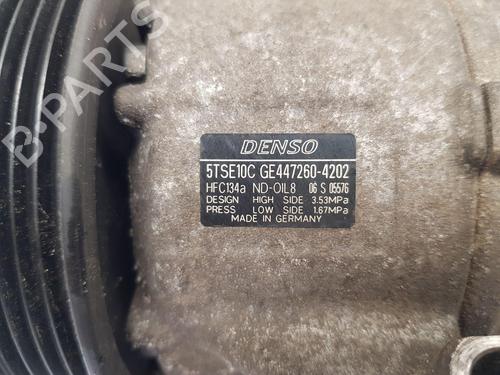 DENSO
5TSE10C GE447260-4202
HFC134a ND-OIL8 06 S 05576
DESIGN HIGH SIDE 3.53MPa
PRESS LOW SIDE 1.67MPa
MADE IN GERMANY
B-PARTS